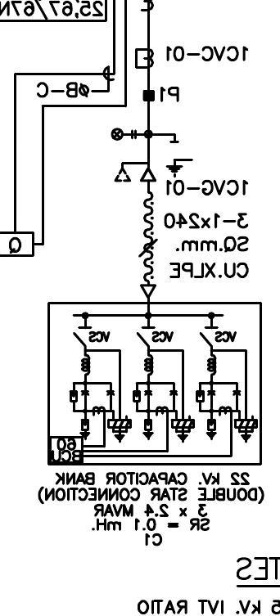 25,67/67N
1CVC-01
P1
ØB-C
1CVG-01
3-1x240
SQ.mm.
CU.XLPE
Q
VCS VCS VCS
60
BCU
22 kV. CAPACITOR BANK
(DOUBLE STAR CONNECTION)
3 x 2.4 MVAR
SR = 0.1 mH.
C1
TES
5 kV. IVT RATIO